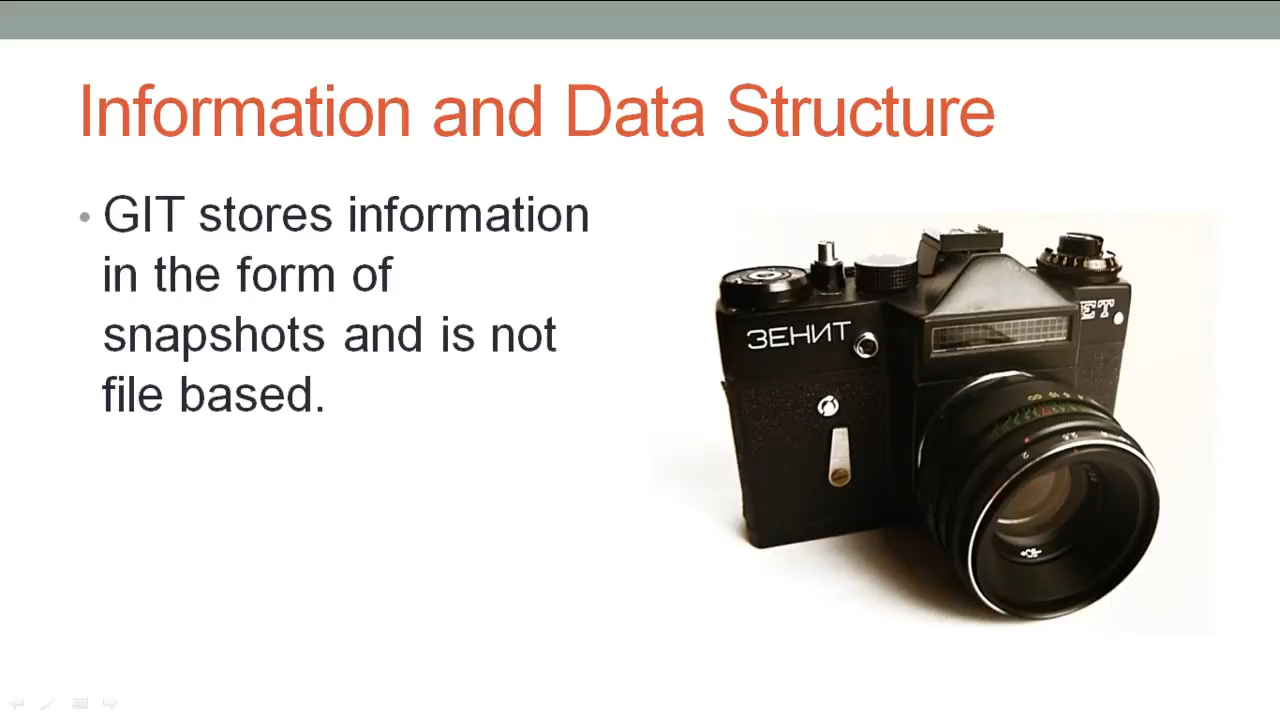 Information and Data Structure
• GIT stores information
in the form of
snapshots and is not
file based.
ЗЕНИТ
ET